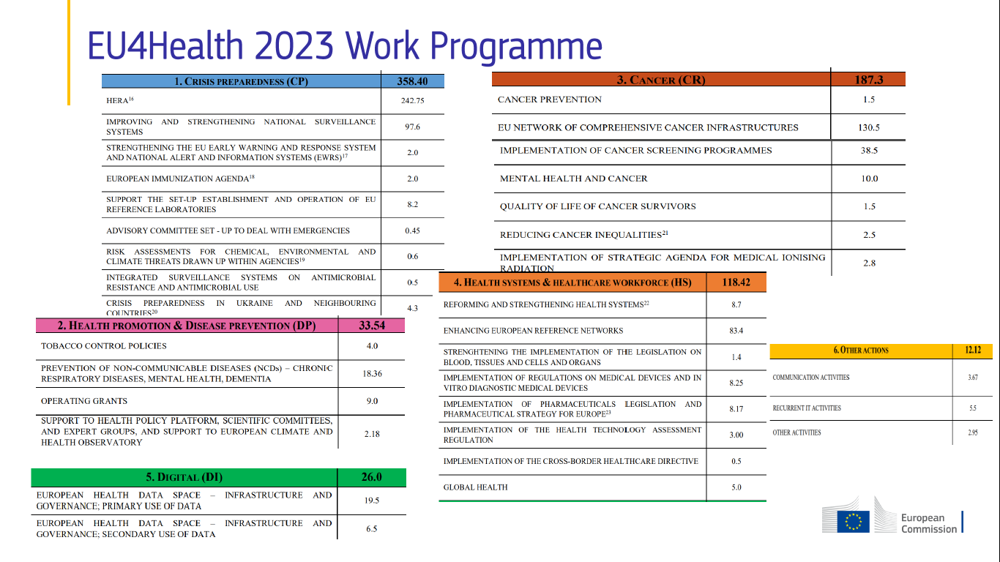 EU4Health 2023 Work Programme
1. CRISIS PREPAREDNESS (CP) 358.40
HERA16 242.75
IMPROVING AND STRENGTHENING NATIONAL SURVEILLANCE
SYSTEMS 97.6
STRENGTHENING THE EU EARLY WARNING AND RESPONSE SYSTEM
AND NATIONAL ALERT AND INFORMATION SYSTEMS (EWRS)17 2.0
EUROPEAN IMMUNIZATION AGENDA18 2.0
SUPPORT THE SET-UP ESTABLISHMENT AND OPERATION OF EU
REFERENCE LABORATORIES 8.2
ADVISORY COMMITTEE SET - UP TO DEAL WITH EMERGENCIES 0.45
RISK ASSESSMENTS FOR CHEMICAL, ENVIRONMENTAL AND
CLIMATE THREATS DRAWN UP WITHIN AGENCIES19 0.6
INTEGRATED SURVEILLANCE SYSTEMS ON ANTIMICROBIAL
RESISTANCE AND ANTIMICROBIAL USE 0.5
CRISIS PREPAREDNESS IN UKRAINE AND NEIGHBOURING
COUNTRIES20 4.3
2. HEALTH PROMOTION & DISEASE PREVENTION (DP) 33.54
TOBACCO CONTROL POLICIES 4.0
PREVENTION OF NON-COMMUNICABLE DISEASES (NCDs) – CHRONIC
RESPIRATORY DISEASES, MENTAL HEALTH, DEMENTIA 18.36
OPERATING GRANTS 9.0
SUPPORT TO HEALTH POLICY PLATFORM, SCIENTIFIC COMMITTEES,
AND EXPERT GROUPS, AND SUPPORT TO EUROPEAN CLIMATE AND
HEALTH OBSERVATORY 2.18
3. CANCER (CR) 187.3
CANCER PREVENTION 1.5
EU NETWORK OF COMPREHENSIVE CANCER INFRASTRUCTURES 130.5
IMPLEMENTATION OF CANCER SCREENING PROGRAMMES 38.5
MENTAL HEALTH AND CANCER 10.0
QUALITY OF LIFE OF CANCER SURVIVORS 1.5
REDUCING CANCER INEQUALITIES21 2.5
IMPLEMENTATION OF STRATEGIC AGENDA FOR MEDICAL IONISING
RADIATION 2.8
4. HEALTH SYSTEMS & HEALTHCARE WORKFORCE (HS) 118.42
REFORMING AND STRENGTHENING HEALTH SYSTEMS22 8.7
ENHANCING EUROPEAN REFERENCE NETWORKS 83.4
STRENGHTENING THE IMPLEMENTATION OF THE LEGISLATION ON
BLOOD, TISSUES AND CELLS AND ORGANS 1.4
IMPLEMENTATION OF REGULATIONS ON MEDICAL DEVICES AND IN
VITRO DIAGNOSTIC MEDICAL DEVICES 8.25
IMPLEMENTATION OF PHARMACEUTICALS LEGISLATION AND
PHARMACEUTICAL STRATEGY FOR EUROPE23 8.17
IMPLEMENTATION OF THE HEALTH TECHNOLOGY ASSESSMENT
REGULATION 3.00
IMPLEMENTATION OF THE CROSS-BORDER HEALTHCARE DIRECTIVE 0.5
GLOBAL HEALTH 5.0
5. DIGITAL (DI) 26.0
EUROPEAN HEALTH DATA SPACE – INFRASTRUCTURE AND
GOVERNANCE; PRIMARY USE OF DATA 19.5
EUROPEAN HEALTH DATA SPACE – INFRASTRUCTURE AND
GOVERNANCE; SECONDARY USE OF DATA 6.5
6. OTHER ACTIONS 12.12
COMMUNICATION ACTIVITIES 3.67
RECURRENT IT ACTIVITIES 5.5
OTHER ACTIVITIES 2.95
European
Commission